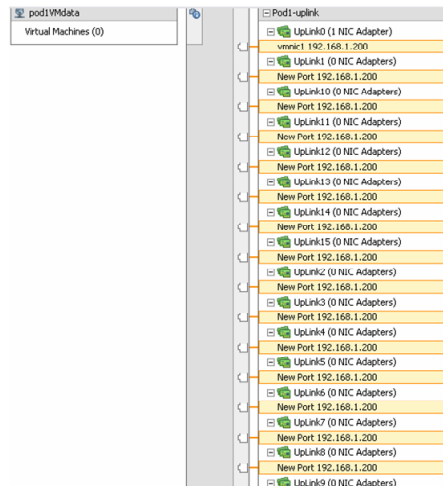 pod1VMdata
Virtual Machines (0)
Pod1-uplink
UpLink0 (1 NIC Adapter)
vmnic1 192.168.1.200
UpLink1 (0 NIC Adapters)
New Port 192.168.1.200
UpLink10 (0 NIC Adapters)
New Port 192.168.1.200
UpLink11 (0 NIC Adapters)
New Port 192.168.1.200
UpLink12 (0 NIC Adapters)
New Port 192.168.1.200
UpLink13 (0 NIC Adapters)
New Port 192.168.1.200
UpLink14 (0 NIC Adapters)
New Port 192.168.1.200
UpLink15 (0 NIC Adapters)
New Port 192.168.1.200
UpLink2 (0 NIC Adapters)
New Port 192.168.1.200
UpLink3 (0 NIC Adapters)
New Port 192.168.1.200
UpLink4 (0 NIC Adapters)
New Port 192.168.1.200
UpLink5 (0 NIC Adapters)
New Port 192.168.1.200
UpLink6 (0 NIC Adapters)
New Port 192.168.1.200
UpLink7 (0 NIC Adapters)
New Port 192.168.1.200
UpLink8 (0 NIC Adapters)
New Port 192.168.1.200
UpLink9 (0 NIC Adapters)